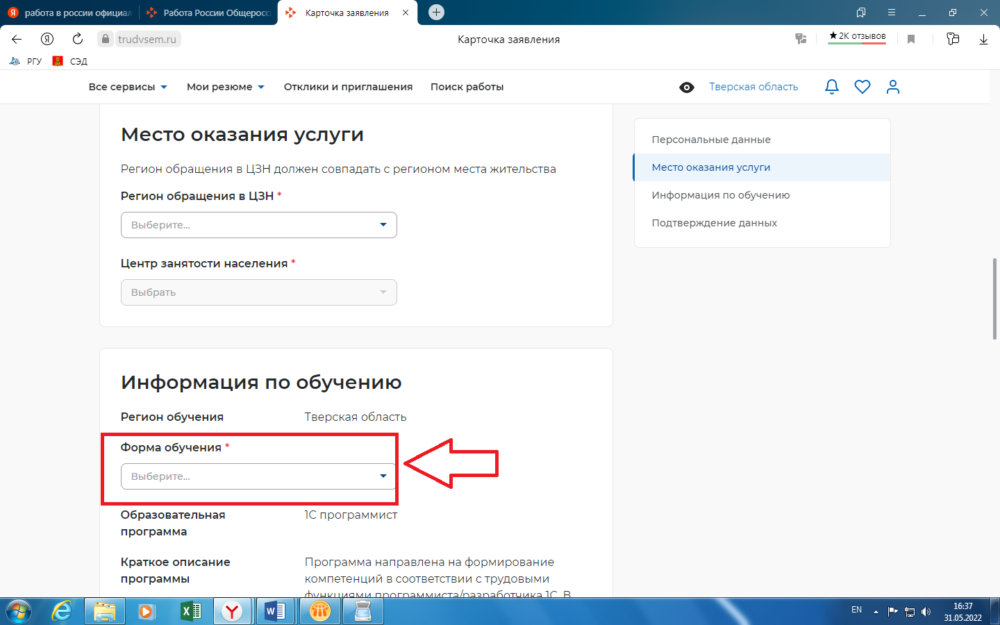 работа в россии официал
Работа России Общеросс
Карточка заявления
Я
trudvsem.ru
Карточка заявления
★2К отзывов
РГУ
СЭД
Все сервисы
Мои резюме
Отклики и приглашения
Поиск работы
Тверская область
Место оказания услуги
Регион обращения в ЦЗН должен совпадать с регионом места жительства
Регион обращения в ЦЗН *
Выберите...
Центр занятости населения *
Выбрать
Персональные данные
Место оказания услуги
Информация по обучению
Подтверждение данных
Информация по обучению
Регион обучения
Тверская область
Форма обучения *
Выберите...
Образовательная
программа
1С программист
Краткое описание
программы
Программа направлена на формирование
компетенций в соответствии с трудовыми
функциями программиста/разработчика 1С. В
EN
16:37
31.05.2022